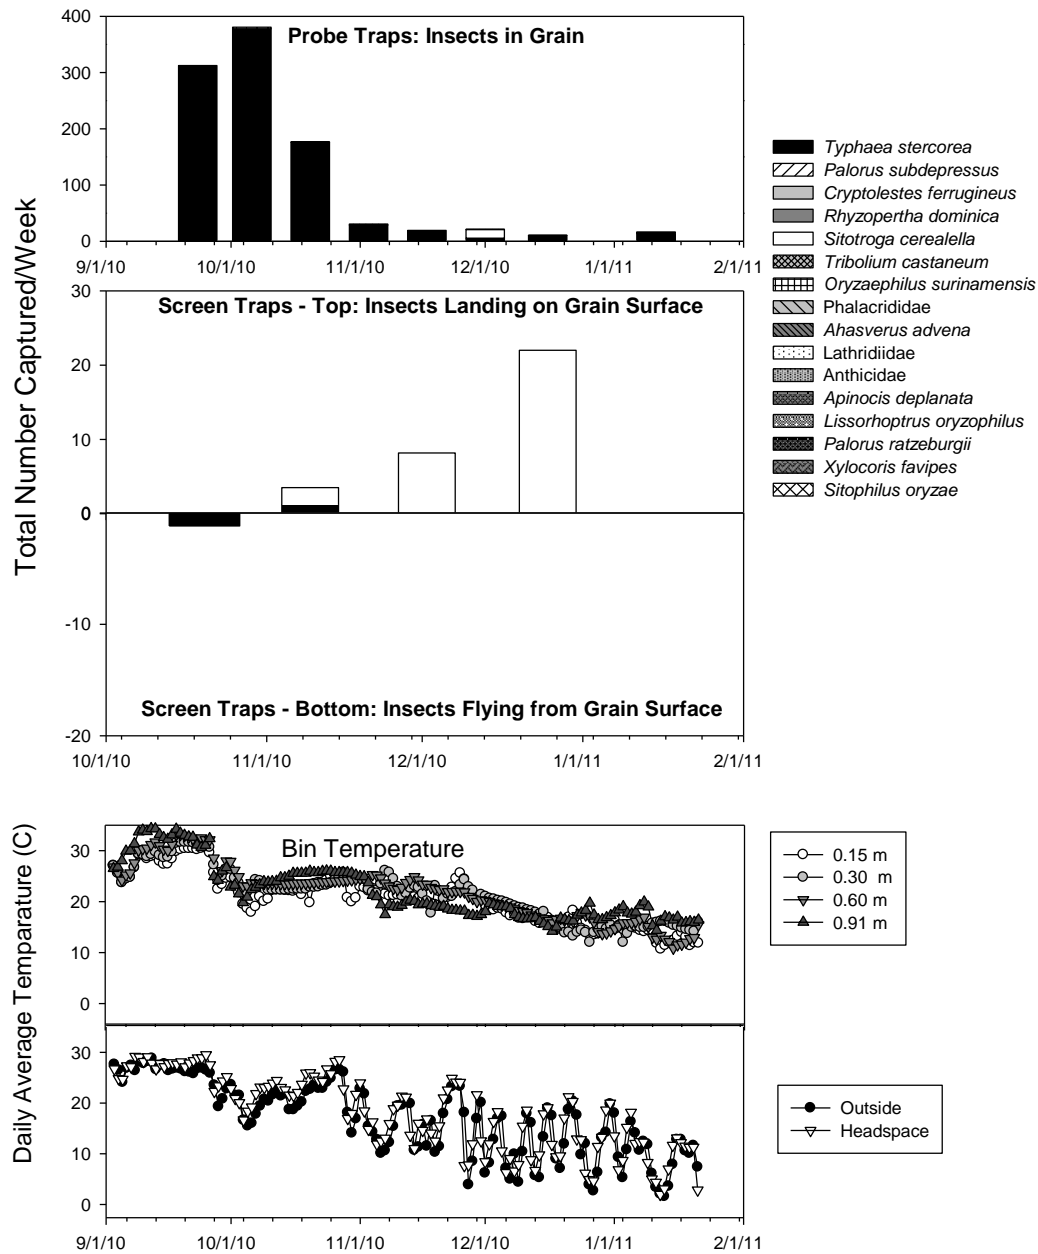 Total Number Captured/Week
400
300
200
100
0
Probe Traps: Insects in Grain
9/1/10 10/1/10 11/1/10 12/1/10 1/1/11 2/1/11
30
20
10
0
0
-10
-20
Screen Traps - Top: Insects Landing on Grain Surface
Screen Traps - Bottom: Insects Flying from Grain Surface
10/1/10 11/1/10 12/1/10 1/1/11 2/1/11
Typhaea stercorea
Palorus subdepressus
Cryptolestes ferrugineus
Rhyzopertha dominica
Sitotroga cerealella
Tribolium castaneum
Oryzaephilus surinamensis
Phalacrididae
Ahasverus advena
Lathridiidae
Anthicidae
Apinocis deplanata
Lissorhoptrus oryzophilus
Palorus ratzeburgii
Xylocoris favipes
Sitophilus oryzae
Daily Average Temparature (C)
30
20
10
0
Bin Temperature
0.15 m
0.30 m
0.60 m
0.91 m
30
20
10
0
Outside
Headspace
9/1/10 10/1/10 11/1/10 12/1/10 1/1/11 2/1/11